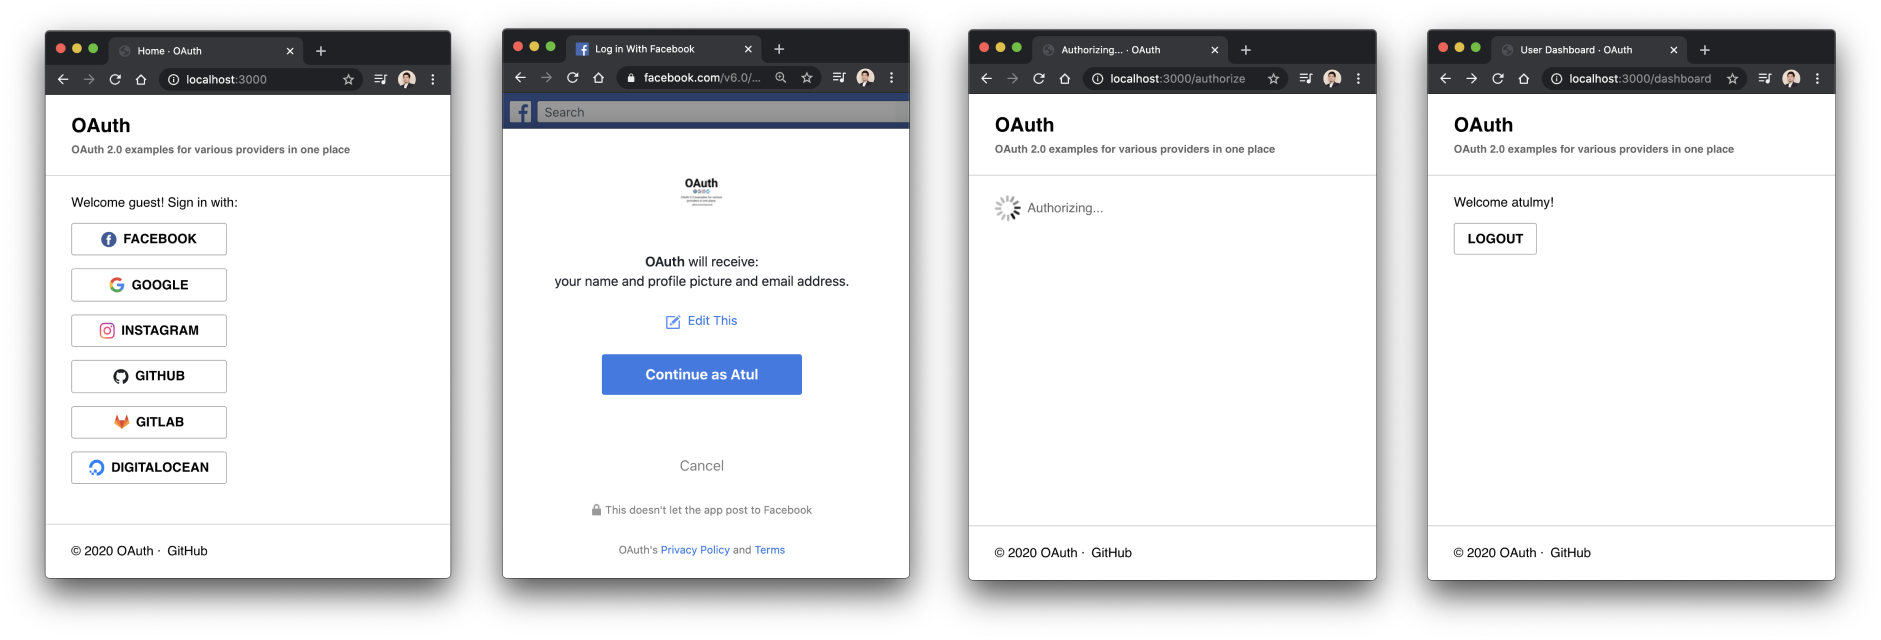 Home · OAuth
localhost:3000
OAuth
OAuth 2.0 examples for various providers in one place
Welcome guest! Sign in with:
FACEBOOK
GOOGLE
INSTAGRAM
GITHUB
GITLAB
DIGITALOCEAN
© 2020 OAuth · GitHub
Log in With Facebook
facebook.com/v6.0/...
Search
OAuth
OAuth will receive:
your name and profile picture and email address.
Edit This
Continue as Atul
Cancel
This doesn't let the app post to Facebook
OAuth's Privacy Policy and Terms
Authorizing... · OAuth
localhost:3000/authorize
OAuth
OAuth 2.0 examples for various providers in one place
Authorizing...
© 2020 OAuth · GitHub
User Dashboard · OAuth
localhost:3000/dashboard
OAuth
OAuth 2.0 examples for various providers in one place
Welcome atulmy!
LOGOUT
© 2020 OAuth · GitHub